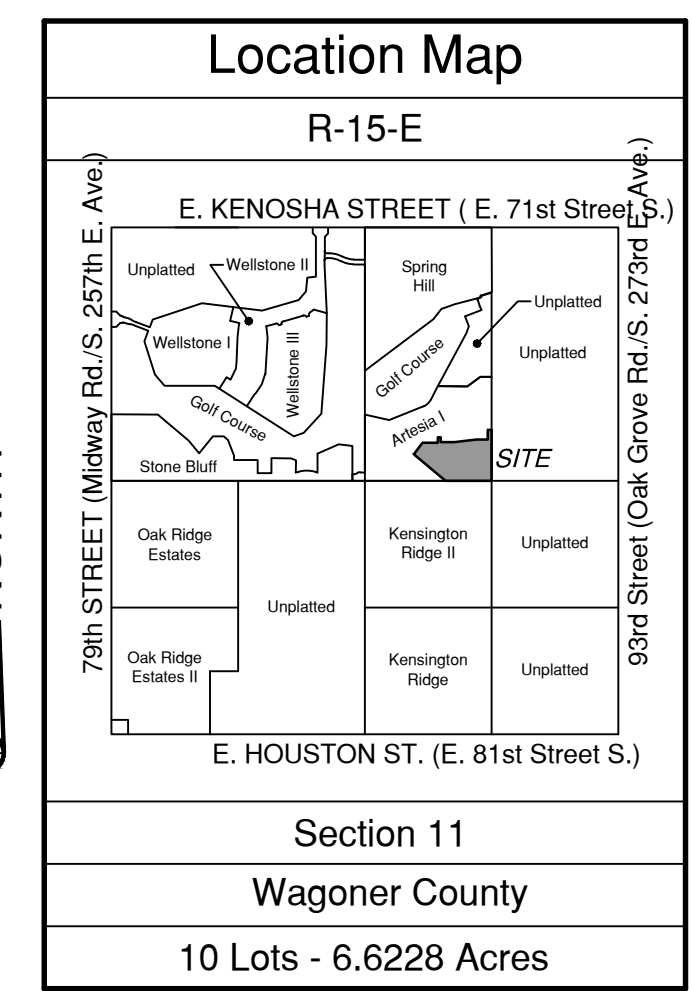 Location Map
R-15-E
E. KENOSHA STREET ( E. 71st Street S.)
79th STREET (Midway Rd./S. 257th E. Ave.)
93rd Street (Oak Grove Rd./S. 273rd E. Ave.)
Unplatted
Wellstone II
Spring
Hill
Unplatted
Unplatted
Wellstone I
Wellstone III
Golf Course
Golf Course
Artesia I
SITE
Stone Bluff
Oak Ridge
Estates
Kensington
Ridge II
Unplatted
Unplatted
Oak Ridge
Estates II
Kensington
Ridge
Unplatted
E. HOUSTON ST. (E. 81st Street S.)
Section 11
Wagoner County
10 Lots - 6.6228 Acres